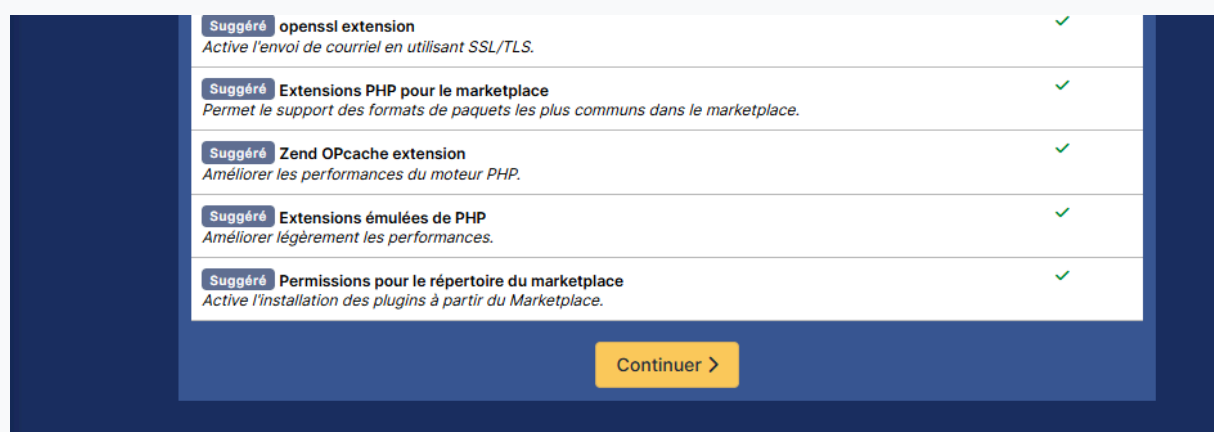 Suggéré openssl extension
Active l'envoi de courriel en utilisant SSL/TLS.
Suggéré Extensions PHP pour le marketplace
Permet le support des formats de paquets les plus communs dans le marketplace.
Suggéré Zend OPcache extension
Améliorer les performances du moteur PHP.
Suggéré Extensions émulées de PHP
Améliorer légèrement les performances.
Suggéré Permissions pour le répertoire du marketplace
Active l'installation des plugins à partir du Marketplace.
Continuer